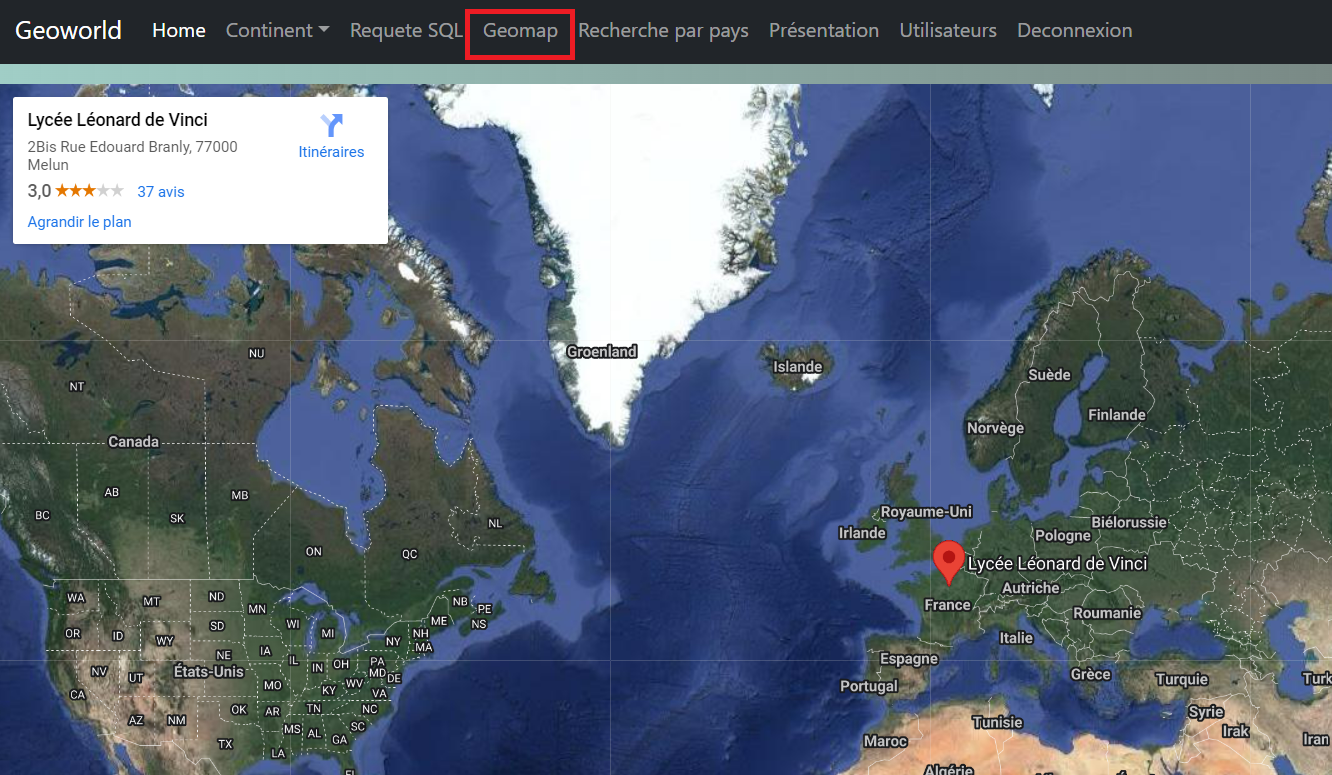 Geoworld Home Continent Requete SQL Geomap Recherche par pays Présentation Utilisateurs Deconnexion
Lycée Léonard de Vinci
2Bis Rue Edouard Branly, 77000
Melun
Itinéraires
3,0 37 avis
Agrandir le plan
Groenland
Islande
NU
NT
Suède
Finlande
Norvège
Canada
AB
MB
BC
SK
NL
ON
QC
Royaume-Uni
Irlande
Biélorussie
Pologne
Lycée Léonard de Vinci
Autriche
France
Roumanie
Italie
Espagne
Portugal
Grèce
Turquie
Turk
Syrie
Irak
Iran
Tunisie
Maroc
Algérie
WA
MT
ND
MN
OR
ID
WY
SD
WI
MI
NB
PE
NS
ME
NH
MA
NY
NE
IA
IL
IN
OH
PA
MD
DE
NV
UT
États-Unis
CA
MO
KY
WV
VA
OK
AR
TN
NC
AZ
NM
MS
AL
SC
GA
TX
LA
FL